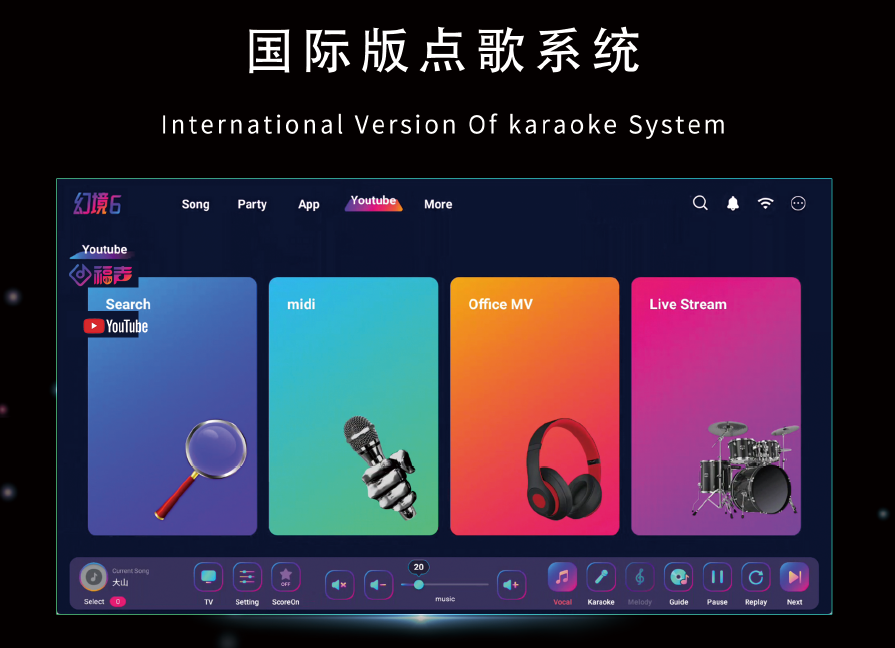 国际版点歌系统
International Version Of karaoke System
幻境6
Song
Party
App
Youtube
More
Youtube
福声
Search
YouTube
midi
Office MV
Live Stream
Current Song
大山
Select 0
TV
Setting
OFF
ScoreOn
20
music
Vocal
Karaoke
Melody
Guide
Pause
Replay
Next